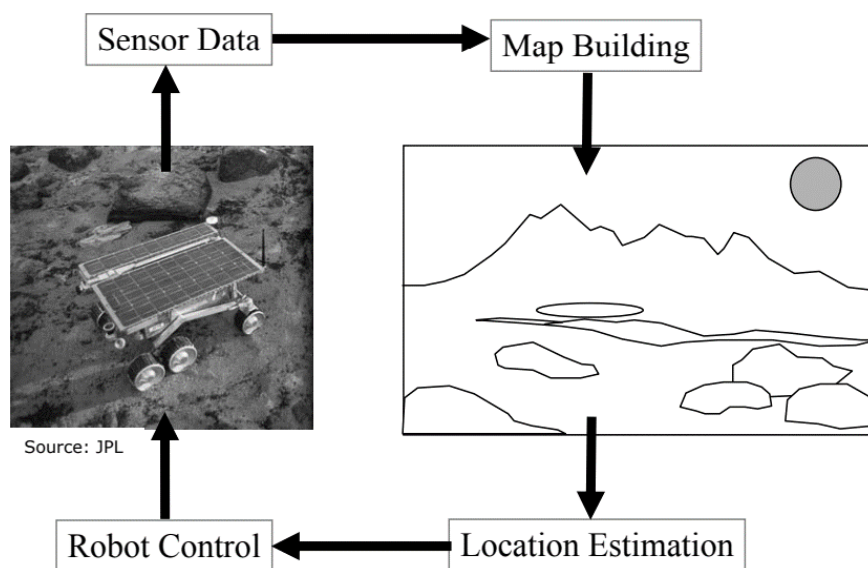 Sensor Data
Map Building
Source: JPL
Robot Control
Location Estimation